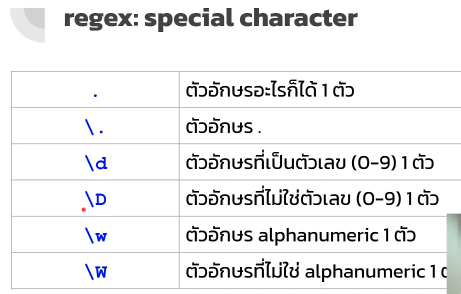 regex: special character
. ตัวอักษรอะไรก็ได้ 1 ตัว
\. ตัวอักษร .
\d ตัวอักษรที่เป็นตัวเลข (0-9) 1 ตัว
\D ตัวอักษรที่ไม่ใช่ตัวเลข (0-9) 1 ตัว
\w ตัวอักษร alphanumeric 1 ตัว
\W ตัวอักษรที่ไม่ใช่ alphanumeric 1